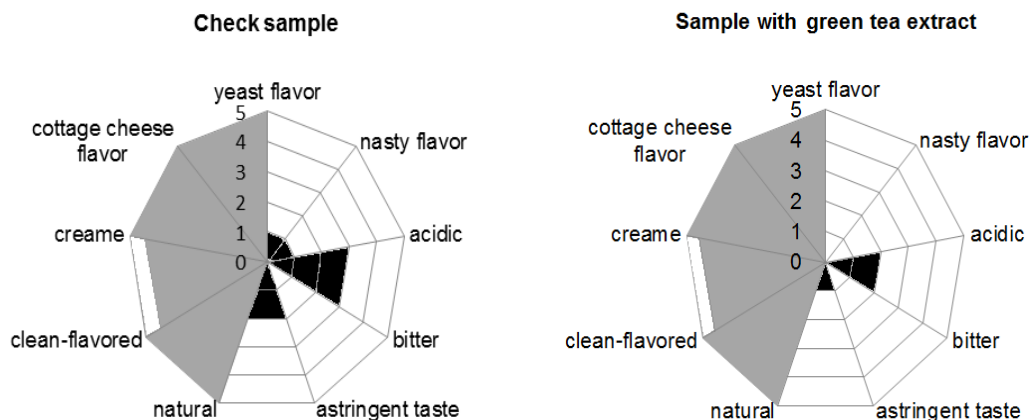 Check sample
yeast flavor
nasty flavor
acidic
bitter
astringent taste
natural
clean-flavored
creame
cottage cheese
flavor
5
4
3
2
1
0
Sample with green tea extract
yeast flavor
nasty flavor
acidic
bitter
astringent taste
natural
clean-flavored
creame
cottage cheese
flavor
5
4
3
2
1
0